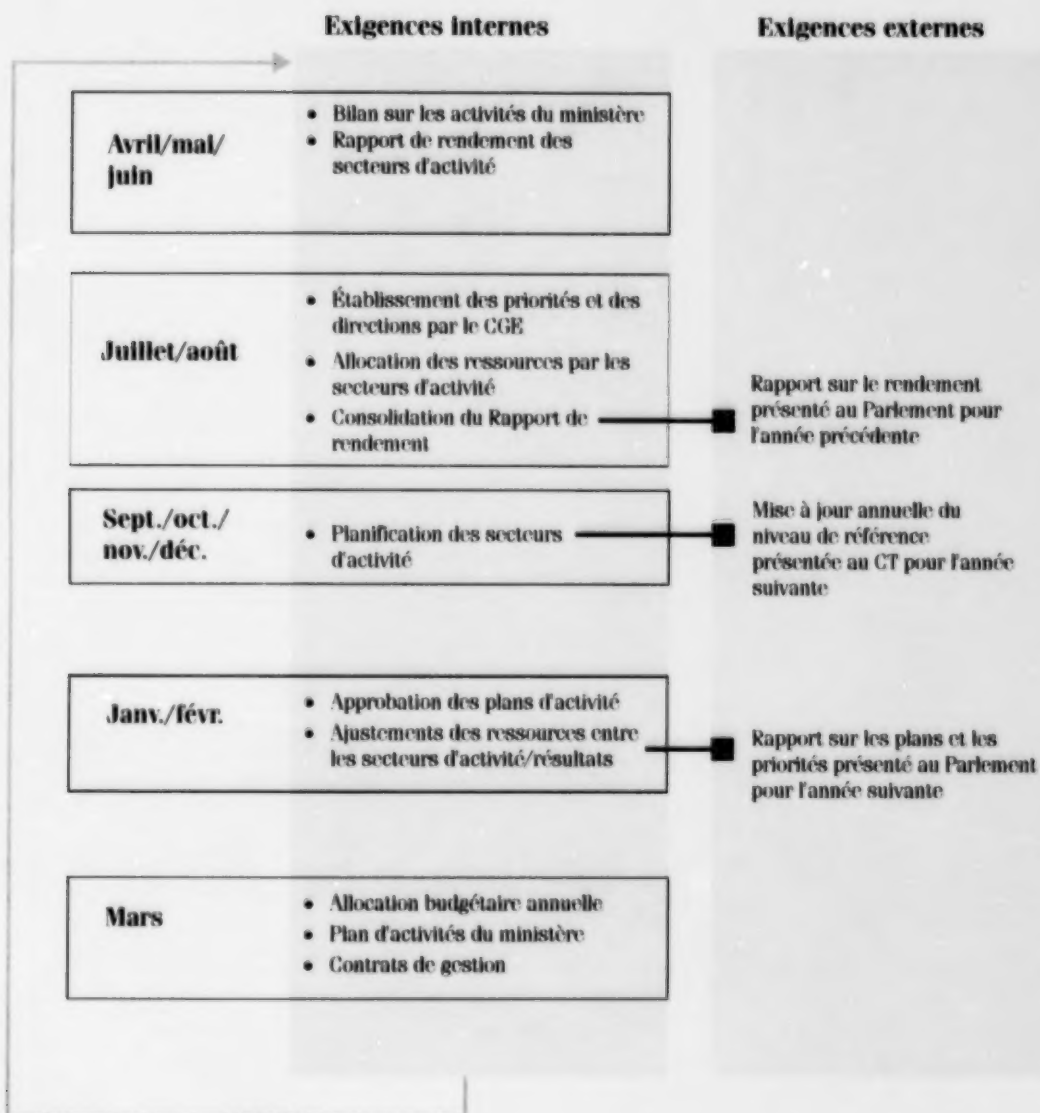 Exigences internes
Exigences externes
Avril/mai/
juin
• Bilan sur les activités du ministère
• Rapport de rendement des
secteurs d'activité
Juillet/août
• Établissement des priorités et des
directions par le CGE
• Allocation des ressources par les
secteurs d'activité
• Consolidation du Rapport de
rendement
Rapport sur le rendement
présenté au Parlement pour
l'année précédente
Sept./oct./
nov./déc.
• Planification des secteurs
d'activité
Mise à jour annuelle du
niveau de référence
présentée au CT pour l'année
suivante
Janv./févr.
• Approbation des plans d'activité
• Ajustements des ressources entre
les secteurs d'activité/résultats
Rapport sur les plans et les
priorités présenté au Parlement
pour l'année suivante
Mars
• Allocation budgétaire annuelle
• Plan d'activités du ministère
• Contrats de gestion